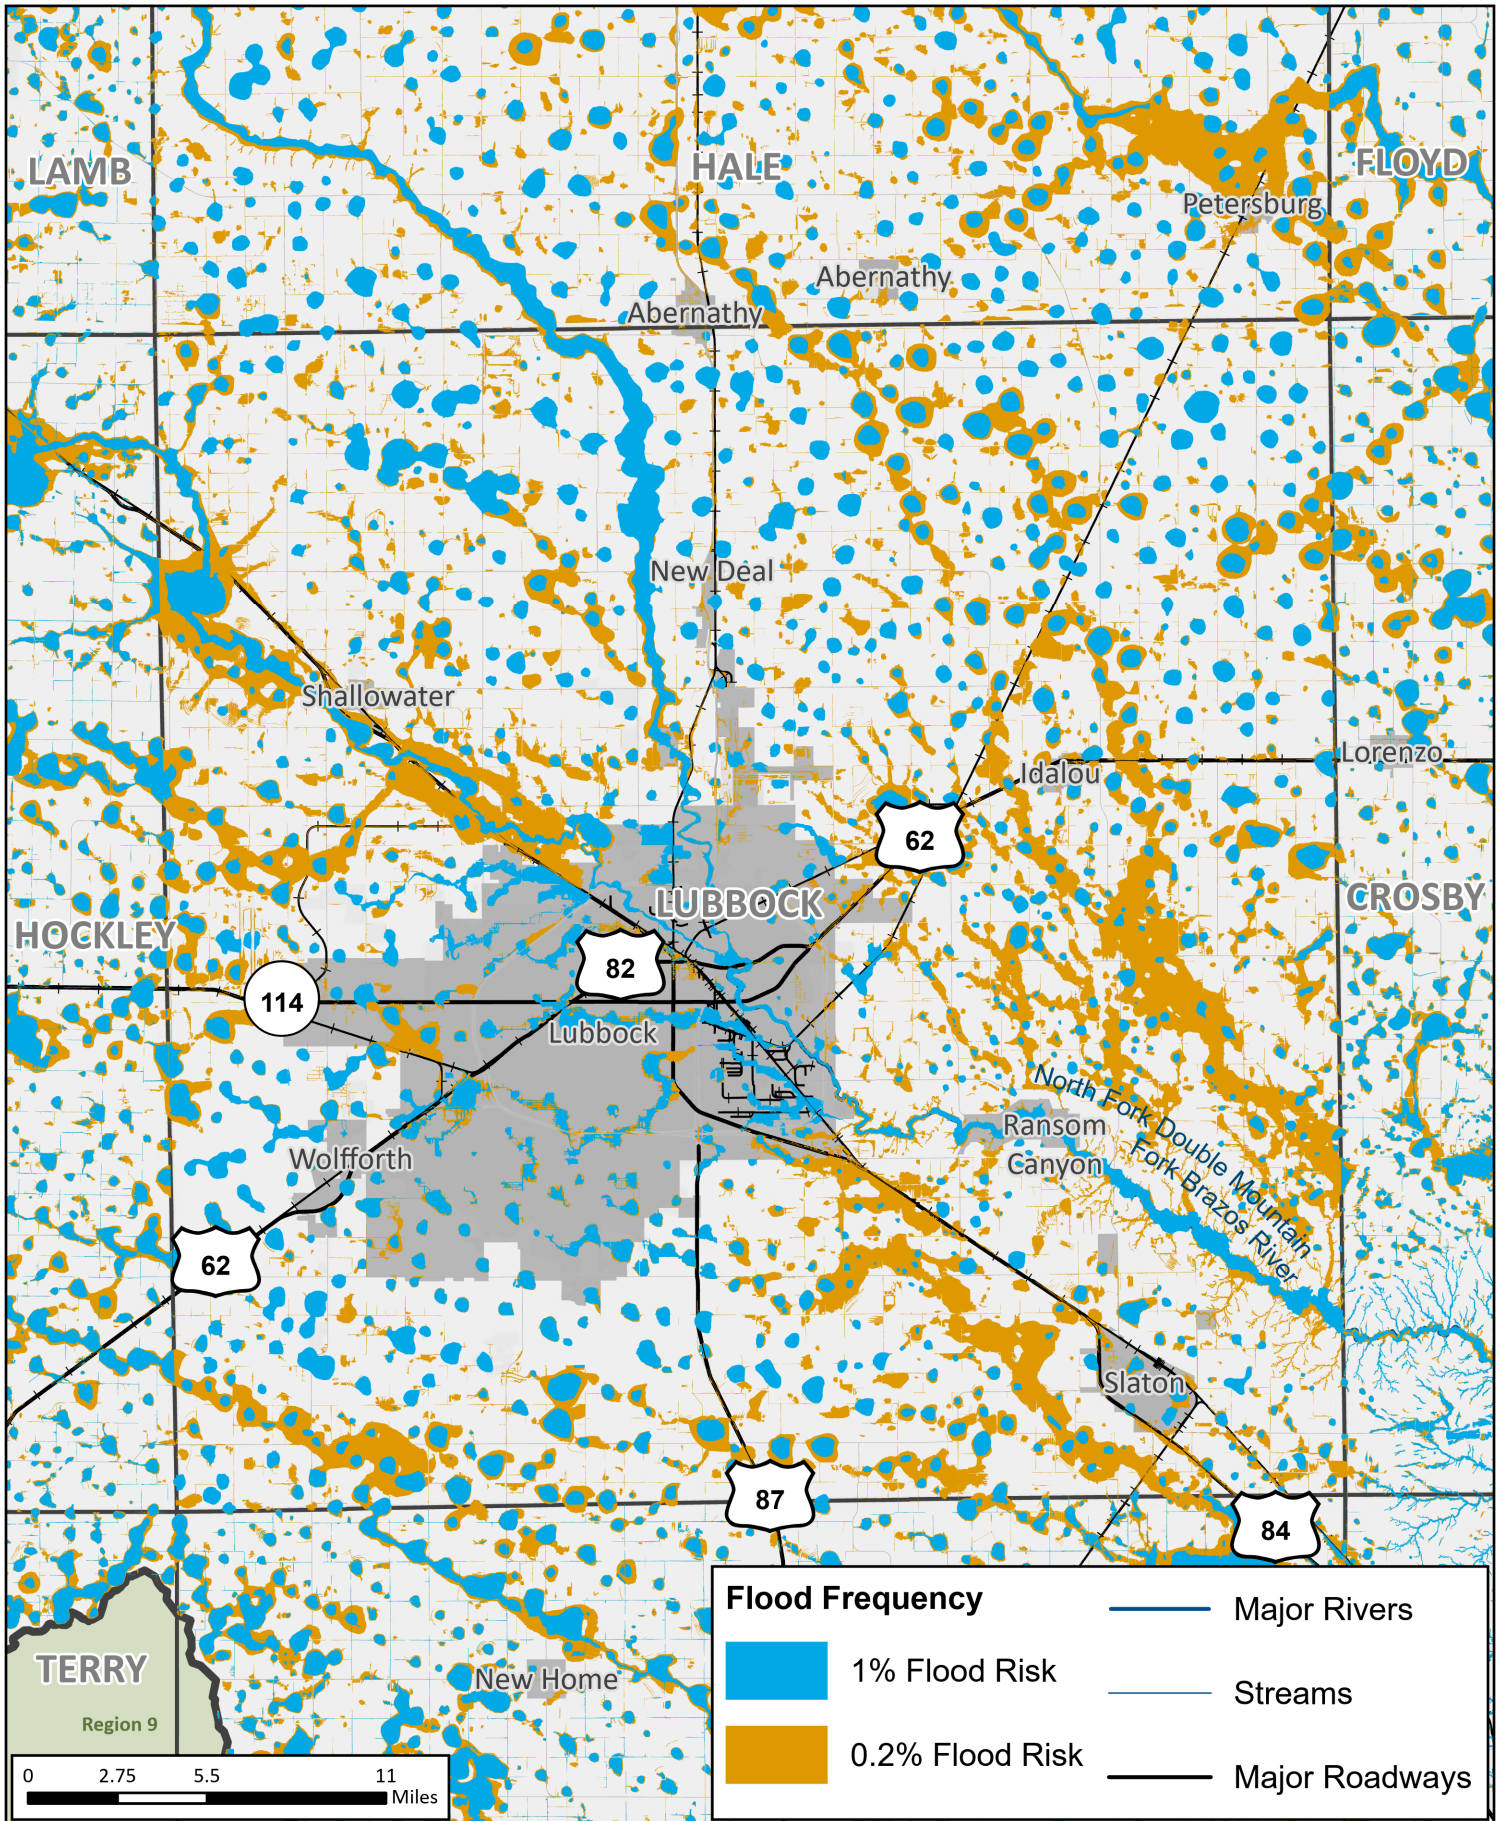 LAMB
HALE
FLOYD
Petersburg
Abernathy
Abernathy
New Deal
Shallowater
Lorenzo
Idalou
62
LUBBOCK
CROSBY
HOCKLEY
82
114
Lubbock
North Fork Double Mountain
Fork Brazos River
Ransom
Canyon
Wolfforth
62
Slaton
87
84
TERRY
Region 9
New Home
Flood Frequency
1% Flood Risk
0.2% Flood Risk
Major Rivers
Streams
Major Roadways
0 2.75 5.5 11
Miles